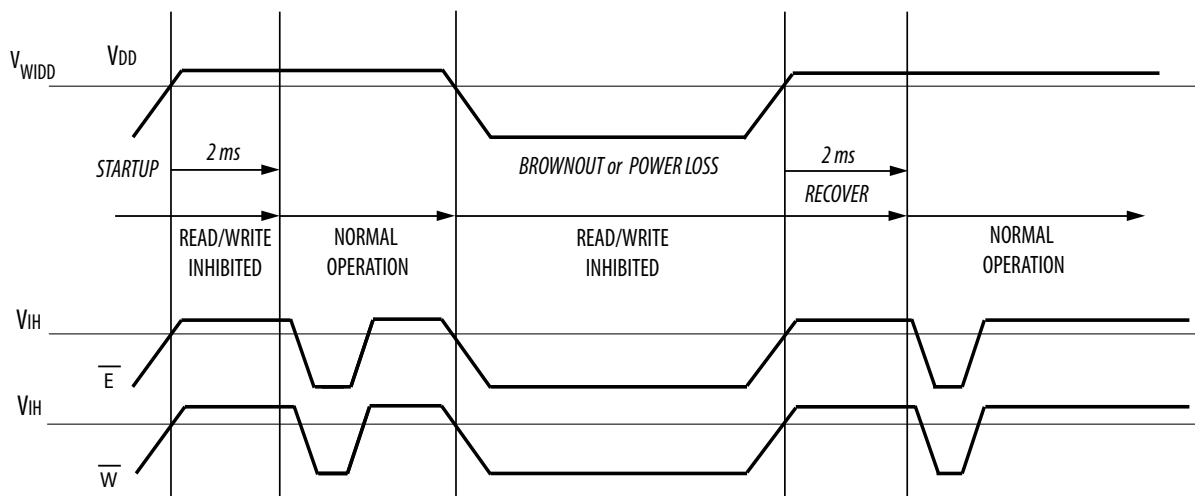 VWIDD VDD
STARTUP 2 ms BROWNOUT or POWER LOSS 2 ms
RECOVER
READ/WRITE
INHIBITED
NORMAL
OPERATION
READ/WRITE
INHIBITED
NORMAL
OPERATION
VIH
E
VIH
W